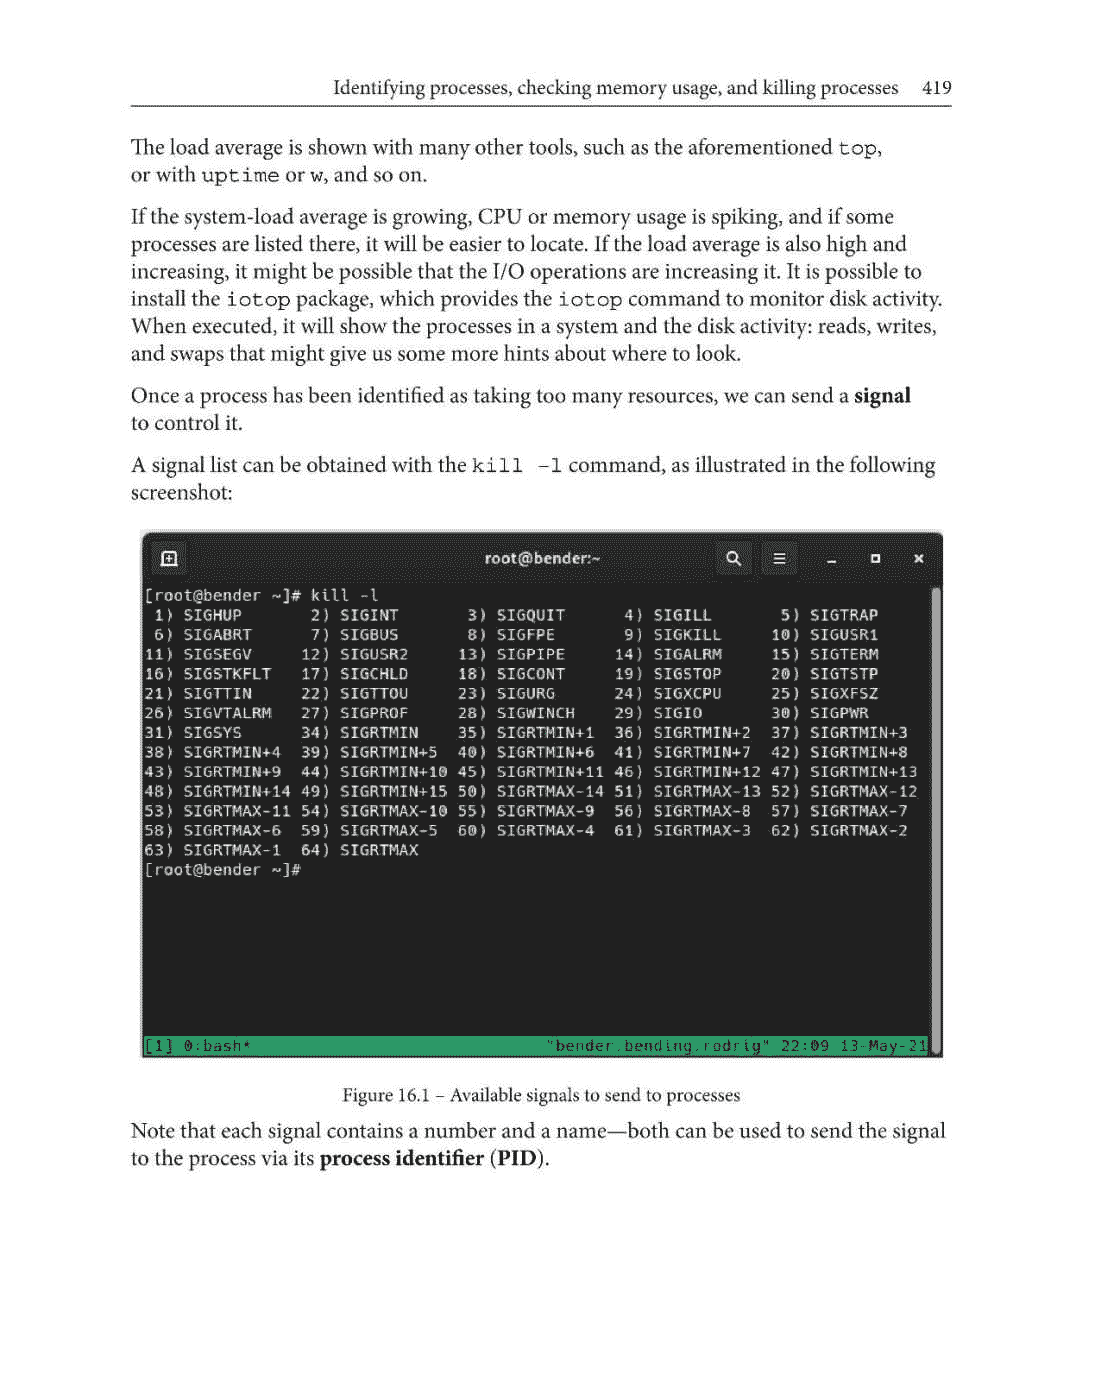 Identifying processes, checking memory usage, and killing processes 419
The load average is shown with many other tools, such as the aforementioned top,
or with uptime or w, and so on.
If the system-load average is growing, CPU or memory usage is spiking, and if some
processes are listed there, it will be easier to locate. If the load average is also high and
increasing, it might be possible that the I/O operations are increasing it. It is possible to
install the iotop package, which provides the iotop command to monitor disk activity.
When executed, it will show the processes in a system and the disk activity: reads, writes,
and swaps that might give us some more hints about where to look.
Once a process has been identified as taking too many resources, we can send a signal
to control it.
A signal list can be obtained with the kill -l command, as illustrated in the following
screenshot:
root@bender:~
[root@bender ~]# kill -l
1) SIGHUP 2) SIGINT 3) SIGQUIT 4) SIGILL 5) SIGTRAP
6) SIGABRT 7) SIGBUS 8) SIGFPE 9) SIGKILL 10) SIGUSR1
11) SIGSEGV 12) SIGUSR2 13) SIGPIPE 14) SIGALRM 15) SIGTERM
16) SIGSTKFLT 17) SIGCHLD 18) SIGCONT 19) SIGSTOP 20) SIGTSTP
21) SIGTTIN 22) SIGTTOU 23) SIGURG 24) SIGXCPU 25) SIGXFSZ
26) SIGVTALRM 27) SIGPROF 28) SIGWINCH 29) SIGIO 30) SIGPWR
31) SIGSYS 34) SIGRTMIN 35) SIGRTMIN+1 36) SIGRTMIN+2 37) SIGRTMIN+3
38) SIGRTMIN+4 39) SIGRTMIN+5 40) SIGRTMIN+6 41) SIGRTMIN+7 42) SIGRTMIN+8
43) SIGRTMIN+9 44) SIGRTMIN+10 45) SIGRTMIN+11 46) SIGRTMIN+12 47) SIGRTMIN+13
48) SIGRTMIN+14 49) SIGRTMIN+15 50) SIGRTMAX-14 51) SIGRTMAX-13 52) SIGRTMAX-12
53) SIGRTMAX-11 54) SIGRTMAX-10 55) SIGRTMAX-9 56) SIGRTMAX-8 57) SIGRTMAX-7
58) SIGRTMAX-6 59) SIGRTMAX-5 60) SIGRTMAX-4 61) SIGRTMAX-3 62) SIGRTMAX-2
63) SIGRTMAX-1 64) SIGRTMAX
[root@bender ~]#
[1] 0:bash* "bender.bending.rodrig" 22:09 13-May-21
Figure 16.1 – Available signals to send to processes
Note that each signal contains a number and a name—both can be used to send the signal
to the process via its process identifier (PID).